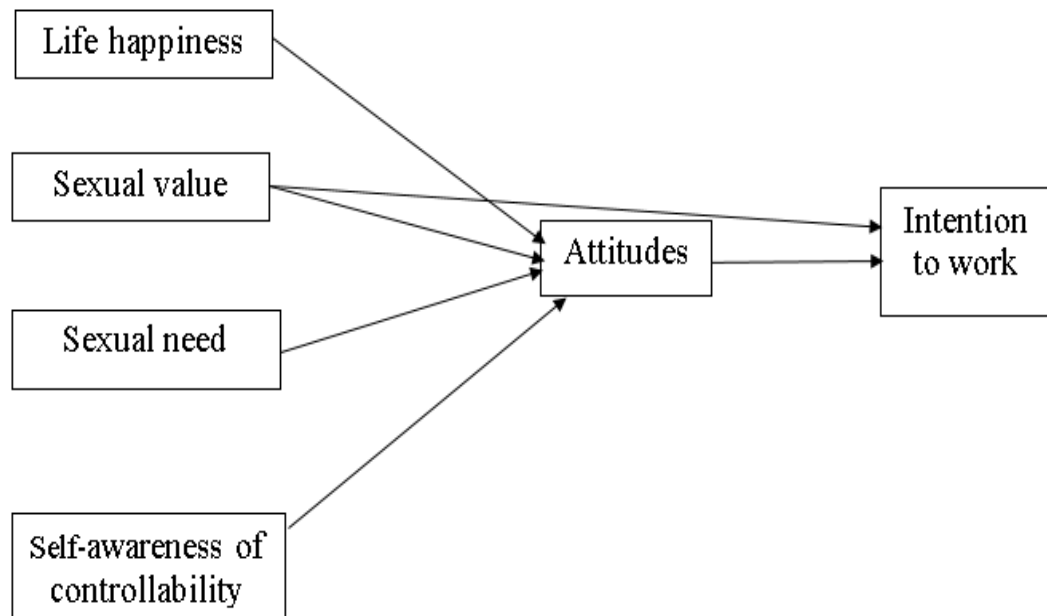 Life happiness
Sexual value
Sexual need
Self-awareness of
controllability
Attitudes
Intention
to work